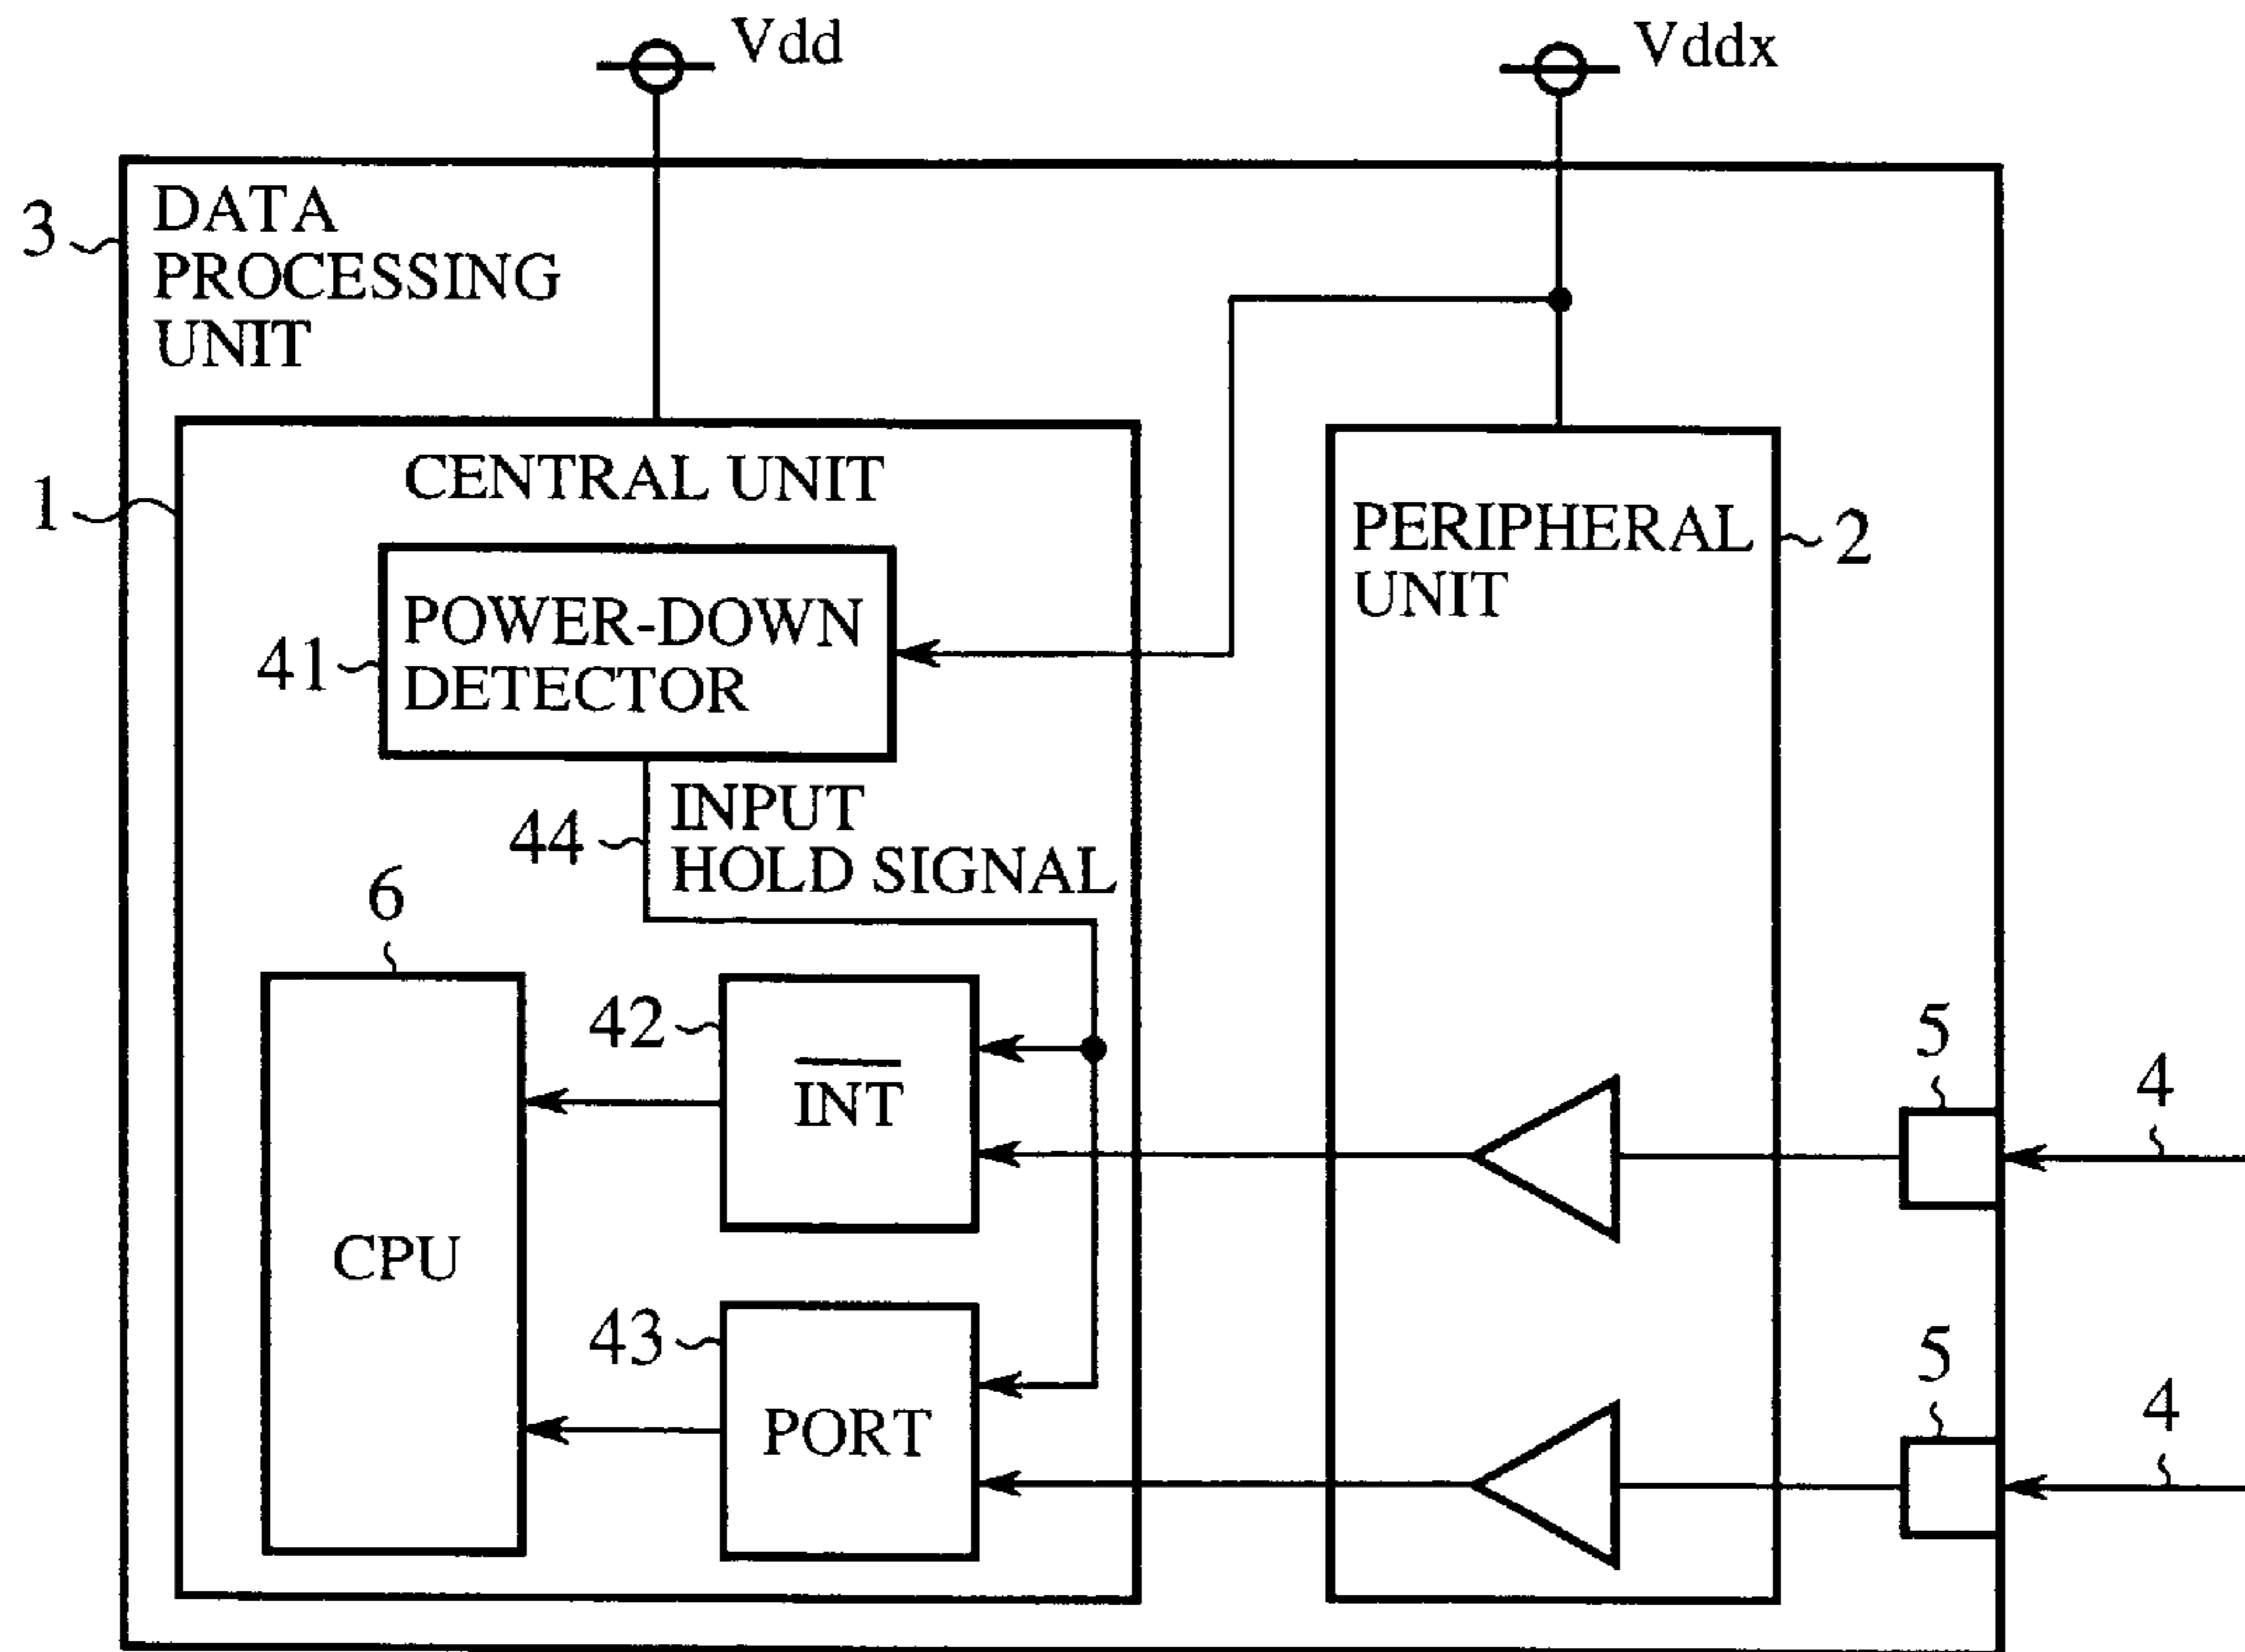 Vdd
Vddx
3
DATA
PROCESSING
UNIT
1
CENTRAL UNIT
PERIPHERAL
UNIT
2
41
POWER-DOWN
DETECTOR
44
INPUT
HOLD SIGNAL
6
CPU
42
INT
43
PORT
5
4
5
4